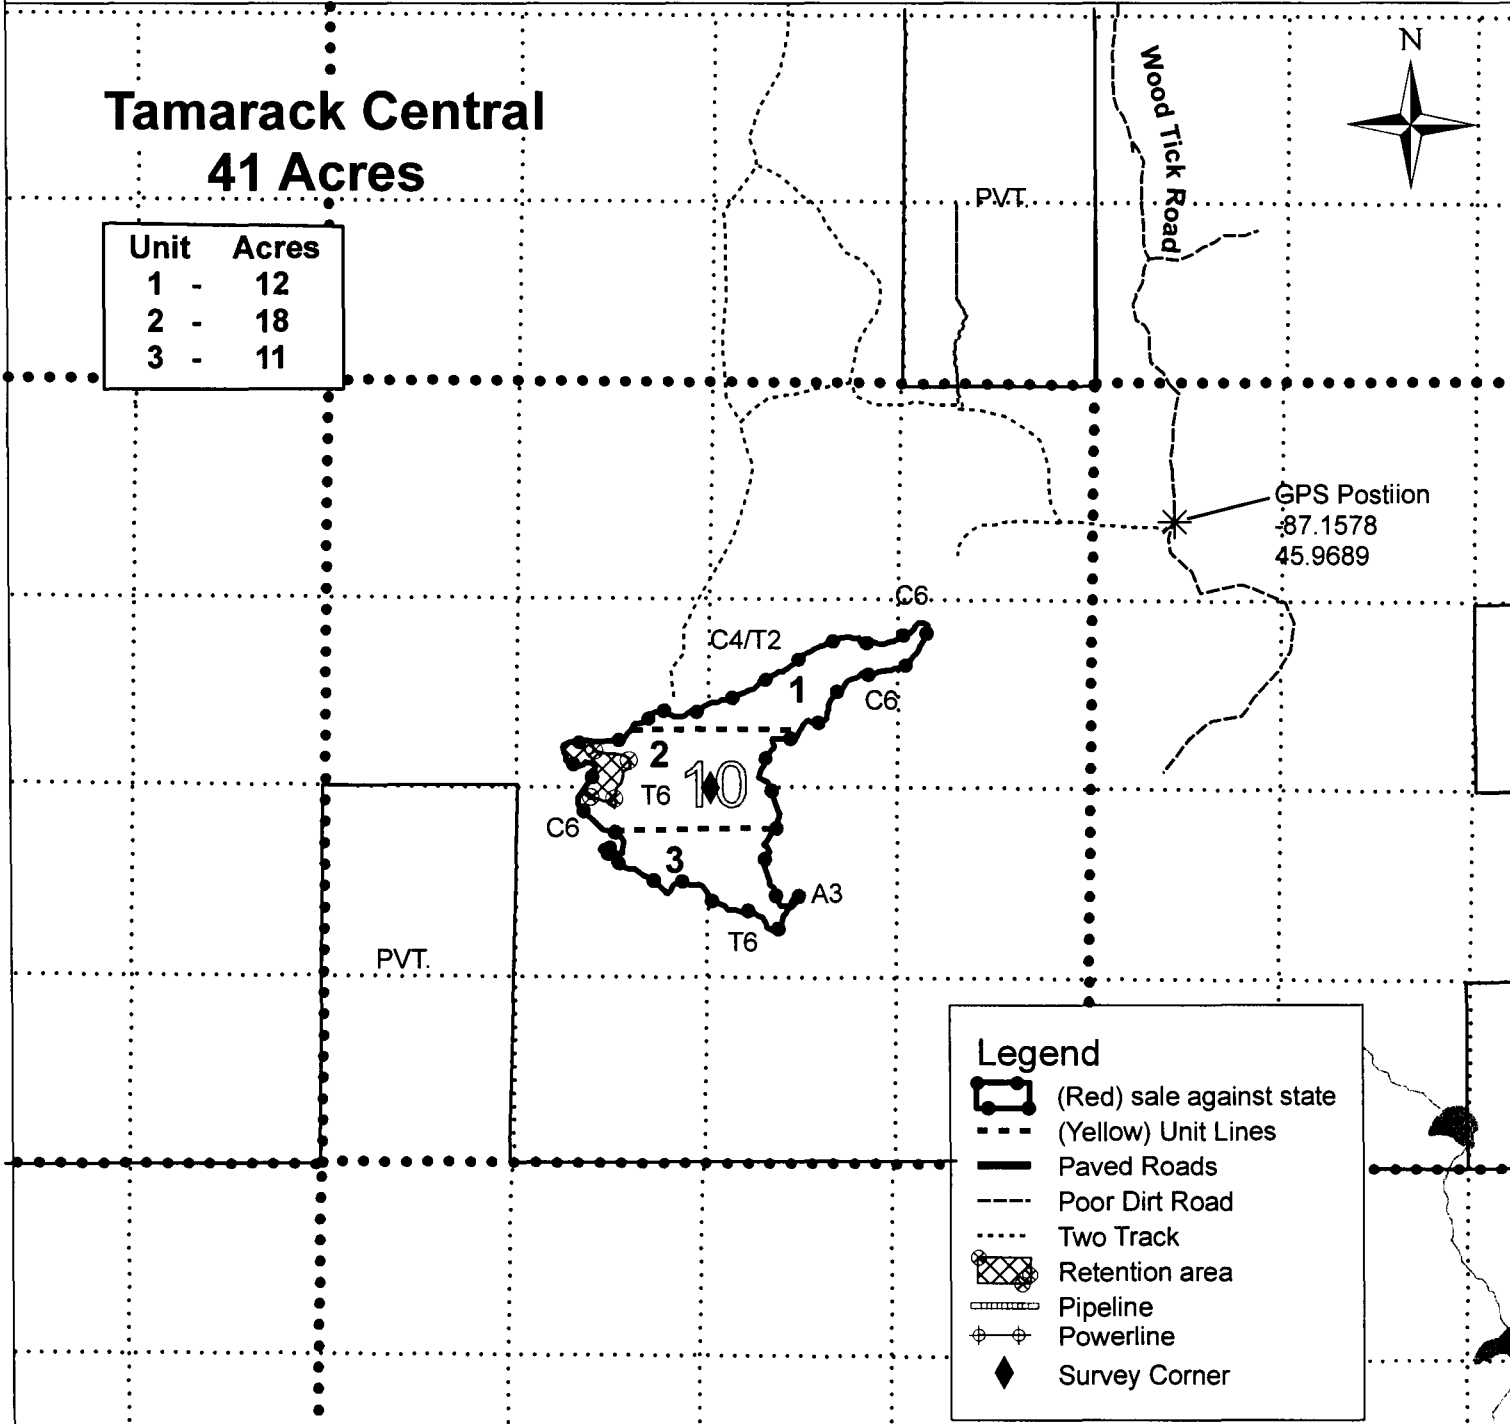 Tamarack Central
41 Acres
Unit Acres
1 - 12
2 - 18
3 - 11
N
Wood Tick Road
PVT.
GPS Postiion
-87.1578
45.9689
C6
C4/T2
1
C6
2
T6
10
C6
3
A3
T6
PVT.
Legend
(Red) sale against state
(Yellow) Unit Lines
Paved Roads
Poor Dirt Road
Two Track
Retention area
Pipeline
Powerline
Survey Corner